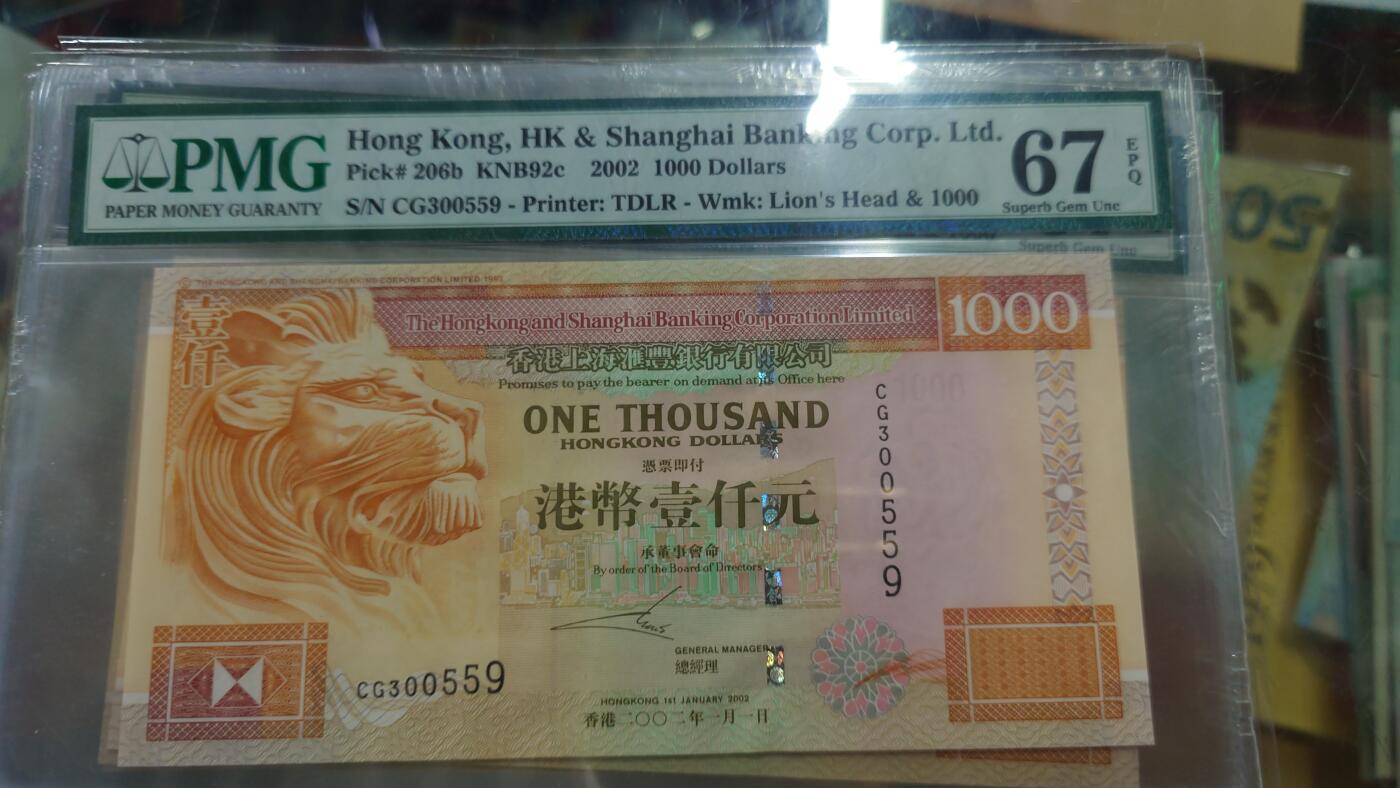 PMG
PAPER MONEY GUARANTY
Hong Kong, HK & Shanghai Banking Corp. Ltd.
Pick# 206b KNB92c 2002 1000 Dollars
S/N CG300559 - Printer: TDLR - Wmk: Lion's Head & 1000
67
EPQ
Superb Gem Unc
Superb Gem Unc
壹仟
The Hongkong and Shanghai Banking Corporation Limited
1000
香港上海滙豐銀行有限公司
Promises to pay the bearer on demand at its Office here
ONE THOUSAND
HONGKONG DOLLARS
憑票即付
港幣壹仟元
承董事會命
By order of the Board of Directors
CG300559
GENERAL MANAGER
總經理
CG300559
HONGKONG 1st JANUARY 2002
香港二〇〇二年一月一日
50